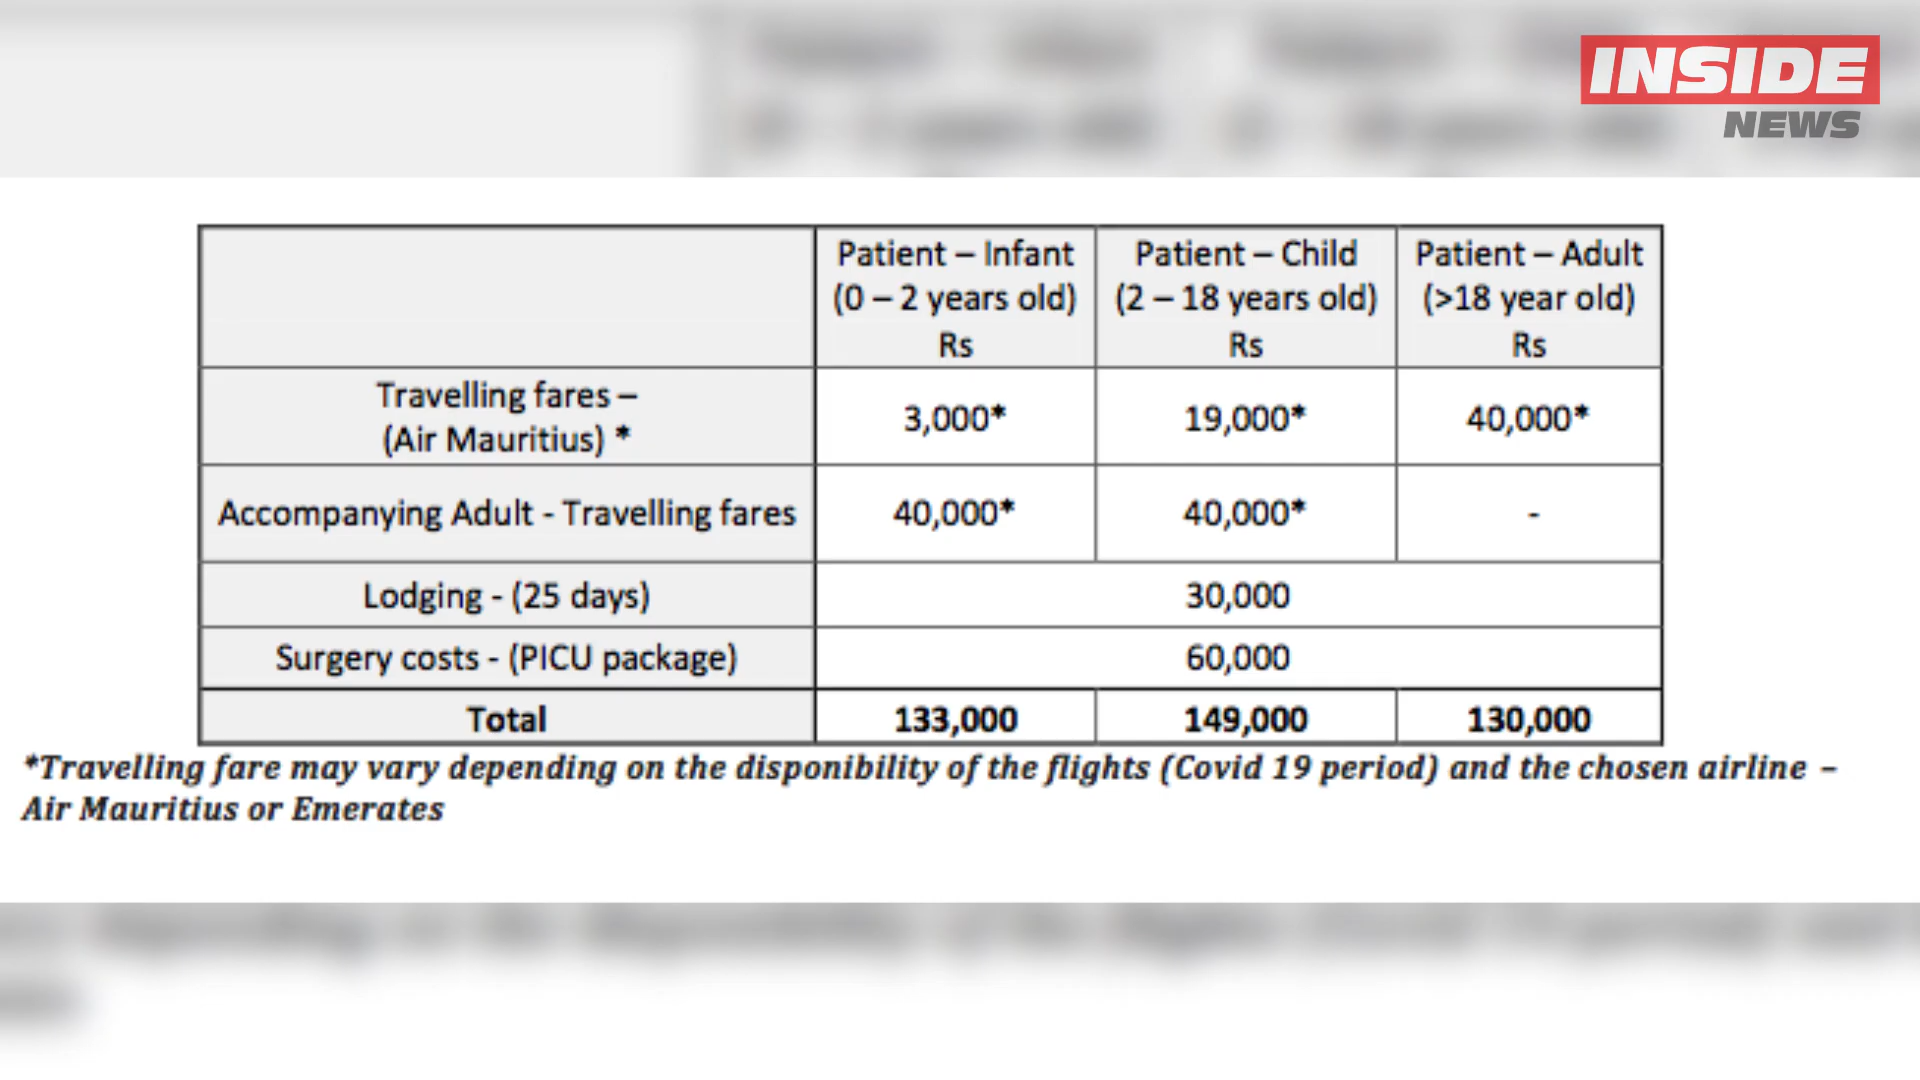 INSIDE
NEWS
Patient – Infant
(0 – 2 years old)
Rs
Patient – Child
(2 – 18 years old)
Rs
Patient – Adult
(>18 year old)
Rs
Travelling fares –
(Air Mauritius) *
3,000*
19,000*
40,000*
Accompanying Adult - Travelling fares
40,000*
40,000*
-
Lodging - (25 days)
30,000
Surgery costs - (PICU package)
60,000
Total
133,000
149,000
130,000
*Travelling fare may vary depending on the disponibility of the flights (Covid 19 period) and the chosen airline –
Air Mauritius or Emerates